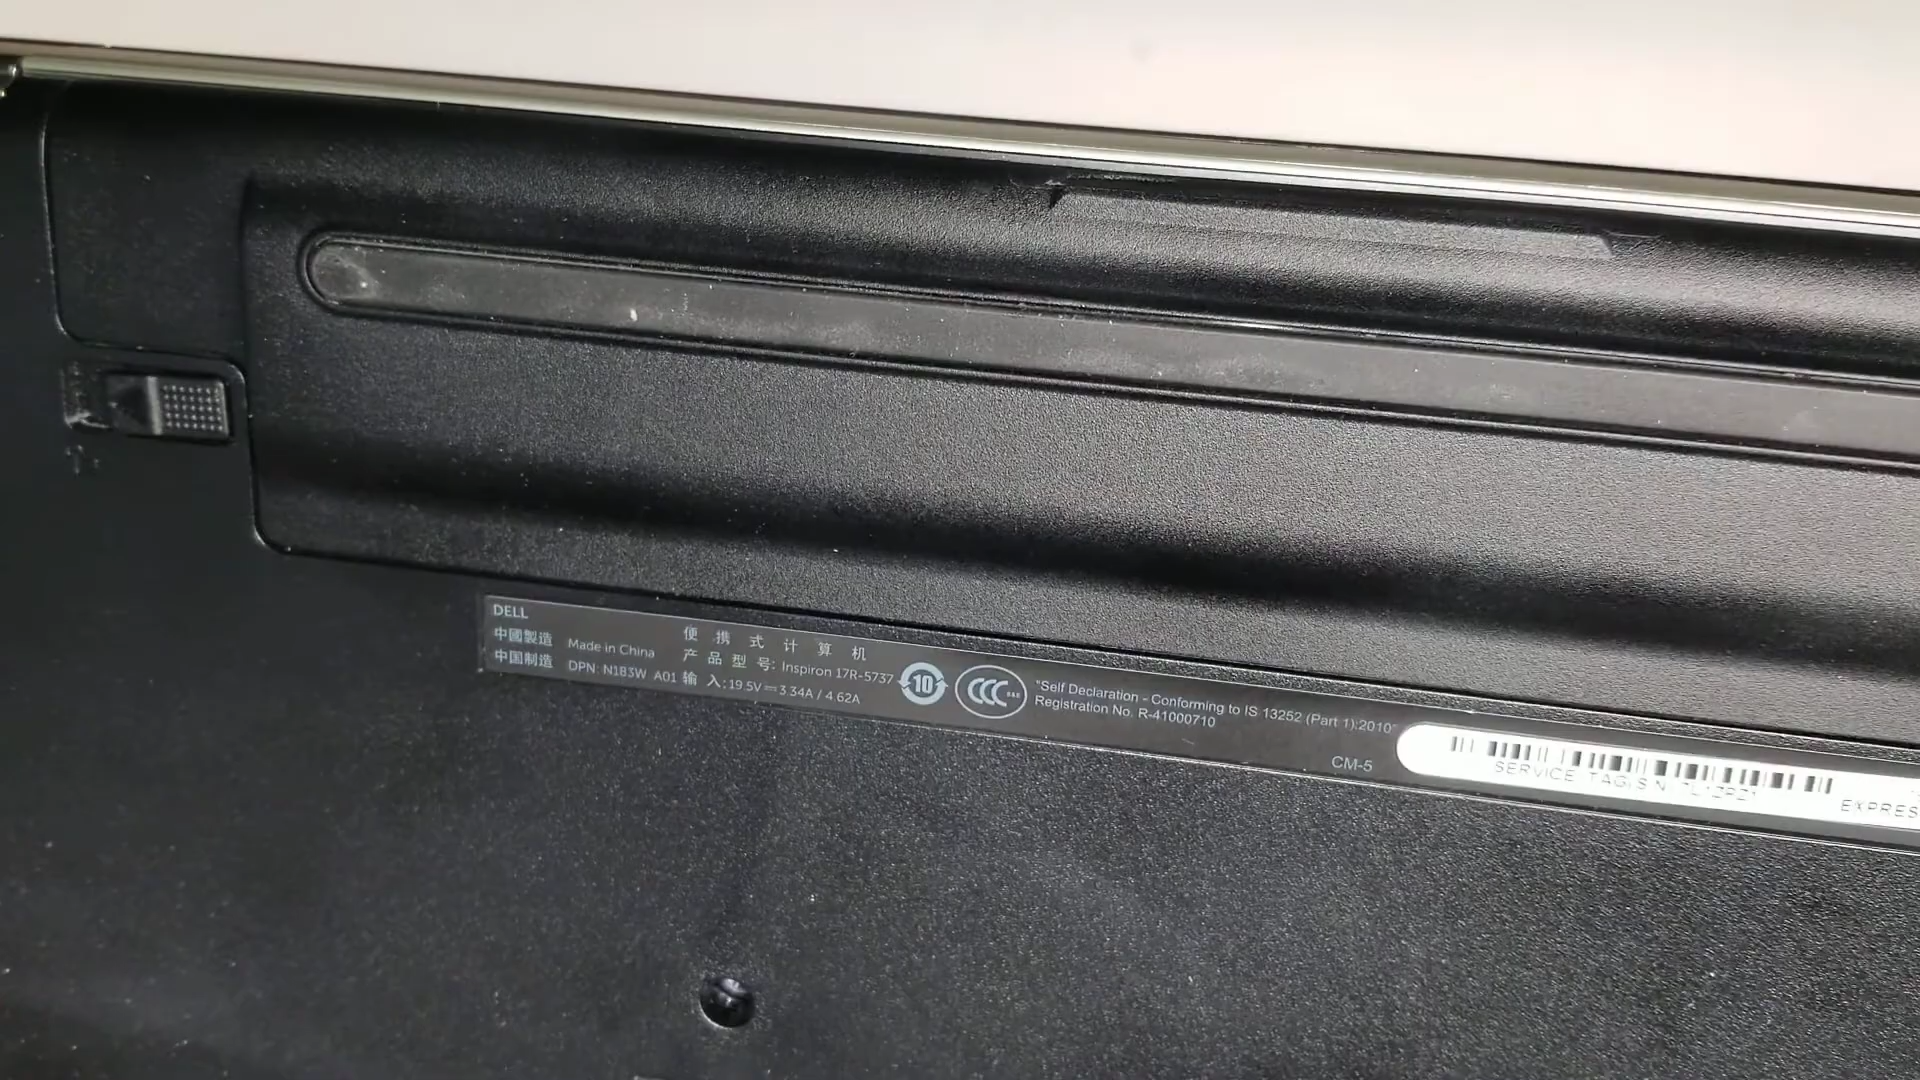 DELL
中國製造 Made in China
中国制造 DPN: N183W A01
便携式计算机
产品型号: Inspiron 17R-5737
输入:19.5V⎓3.34A / 4.62A
10
CCC
"Self Declaration - Conforming to IS 13252 (Part 1):2010"
Registration No. R-41000710
CM-5
SERVICE TAG(S/N)
EXPRES